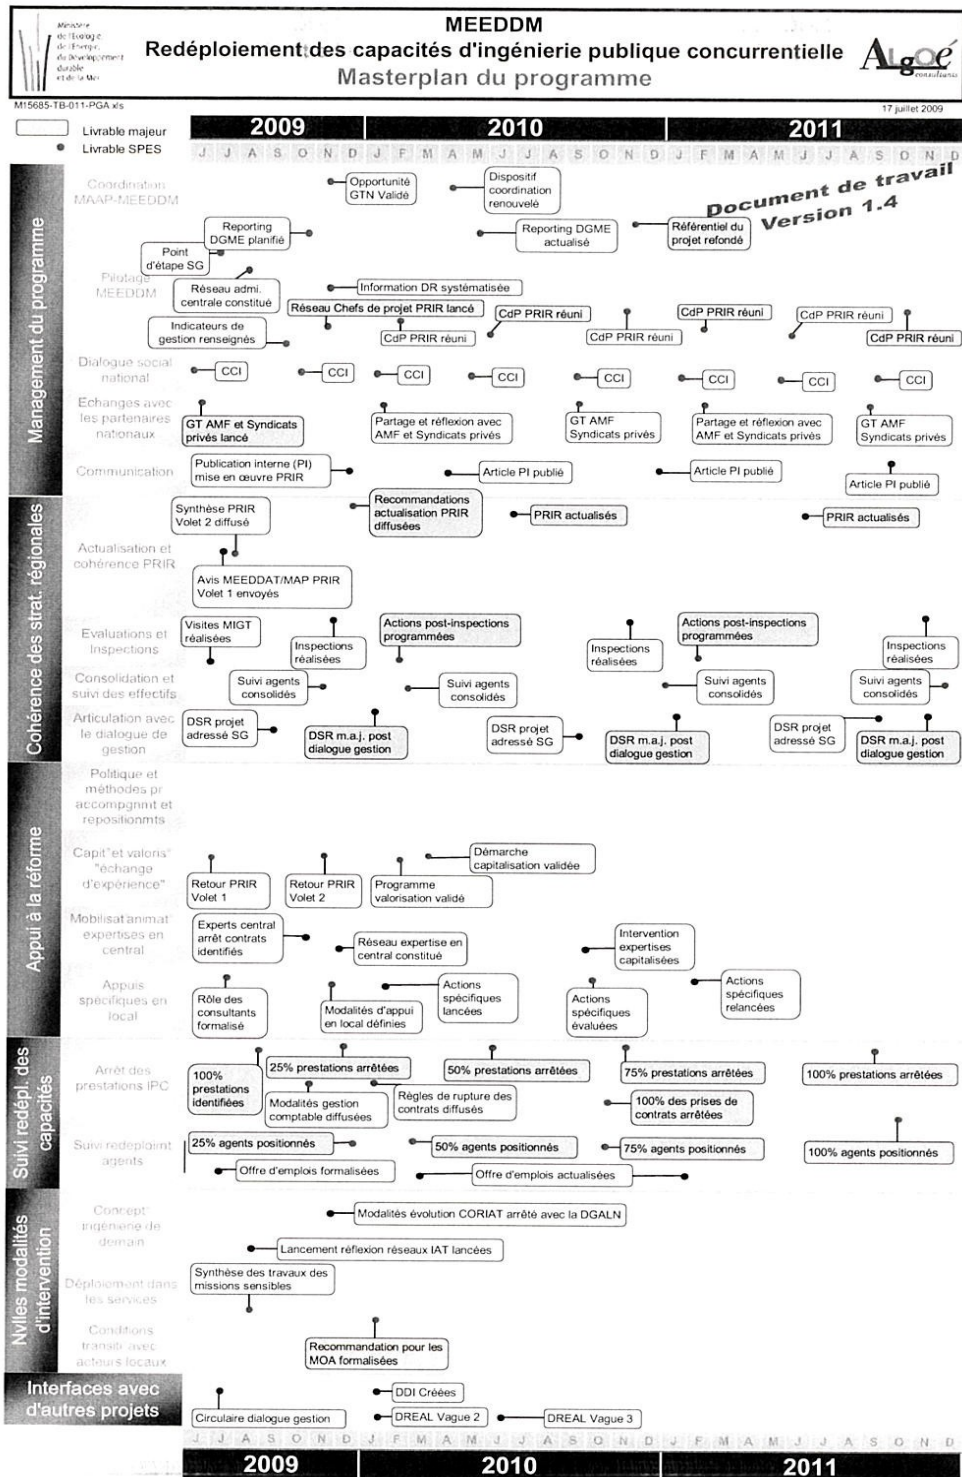 Ministère
de l'Ecologie,
de l'Energie,
du Développement
durable
et de la Mer
MEEDDM
Redéploiement des capacités d'ingénierie publique concurrentielle
Masterplan du programme
ALgoé
consultants
M15685-TB-011-PGA xls
17 juillet 2009
Livrable majeur
Livrable SPES
2009 2010 2011
J J A S O N D J F M A M J J A S O N D J F M A M J J A S O N D
Document de travail
Version 1.4
Management du programme
Coordination
MAAP-MEEDDM
Opportunité
GTN Validé
Dispositif
coordination
renouvelé
Pilotage
MEEDDM
Reporting
DGME planifié
Reporting DGME
actualisé
Référentiel du
projet refondé
Point
d'étape SG
Réseau admi.
centrale constitué
Information DR systématisée
Réseau Chefs de projet PRIR lancé
Indicateurs de
gestion renseignés
CdP PRIR réuni
CdP PRIR réuni
CdP PRIR réuni
CdP PRIR réuni
CdP PRIR réuni
CdP PRIR réuni
Dialogue social
national
CCI
CCI
CCI
CCI
CCI
CCI
CCI
CCI
Echanges avec
les partenaires
nationaux
GT AMF et Syndicats
privés lancé
Partage et réflexion avec
AMF et Syndicats privés
GT AMF
Syndicats privés
Partage et réflexion avec
AMF et Syndicats privés
GT AMF
Syndicats privés
Communication
Publication interne (PI)
mise en œuvre PRIR
Article PI publié
Article PI publié
Article PI publié
Cohérence des strat. régionales
Actualisation et
cohérence PRIR
Synthèse PRIR
Volet 2 diffusé
Recommandations
actualisation PRIR
diffusées
PRIR actualisés
PRIR actualisés
Avis MEEDDAT/MAP PRIR
Volet 1 envoyés
Evaluations et
Inspections
Visites MIGT
réalisées
Inspections
réalisées
Actions post-inspections
programmées
Inspections
réalisées
Actions post-inspections
programmées
Inspections
réalisées
Consolidation et
suivi des effectifs
Suivi agents
consolidés
Suivi agents
consolidés
Suivi agents
consolidés
Suivi agents
consolidés
Articulation avec
le dialogue de
gestion
DSR projet
adressé SG
DSR m.a.j. post
dialogue gestion
DSR projet
adressé SG
DSR m.a.j. post
dialogue gestion
DSR projet
adressé SG
DSR m.a.j. post
dialogue gestion
Appui à la réforme
Politique et
méthodes pr
accompgnmt et
repositionmts
Capit° et valoris°
"échange
d'expérience"
Retour PRIR
Volet 1
Retour PRIR
Volet 2
Programme
valorisation validé
Démarche
capitalisation validée
Mobilisat°animat°
expertises en
central
Experts central
arrêt contrats
identifiés
Réseau expertise en
central constitué
Intervention
expertises
capitalisées
Appuis
spécifiques en
local
Rôle des
consultants
formalisé
Modalités d'appui
en local définies
Actions
spécifiques
lancées
Actions
spécifiques
évaluées
Actions
spécifiques
relancées
Suivi redépl. des
capacités
Arrêt des
prestations IPC
100%
prestations
identifiées
25% prestations arrêtées
50% prestations arrêtées
75% prestations arrêtées
100% prestations arrêtées
Modalités gestion
comptable diffusées
Règles de rupture des
contrats diffusés
100% des prises de
contrats arrêtées
Suivi redéploimt
agents
25% agents positionnés
50% agents positionnés
75% agents positionnés
100% agents positionnés
Offre d'emplois formalisées
Offre d'emplois actualisées
Nvlles modalités
d'intervention
Concept
ingénierie de
demain
Modalités évolution CORIAT arrêté avec la DGALN
Lancement réflexion réseaux IAT lancées
Déploiement dans
les services
Synthèse des travaux des
missions sensibles
Conditions
transiti avec
acteurs locaux
Recommandation pour les
MOA formalisées
Interfaces avec
d'autres projets
Circulaire dialogue gestion
DDI Créées
DREAL Vague 2
DREAL Vague 3
J J A S O N D J F M A M J J A S O N D J F M A M J J A S O N D
2009 2010 2011